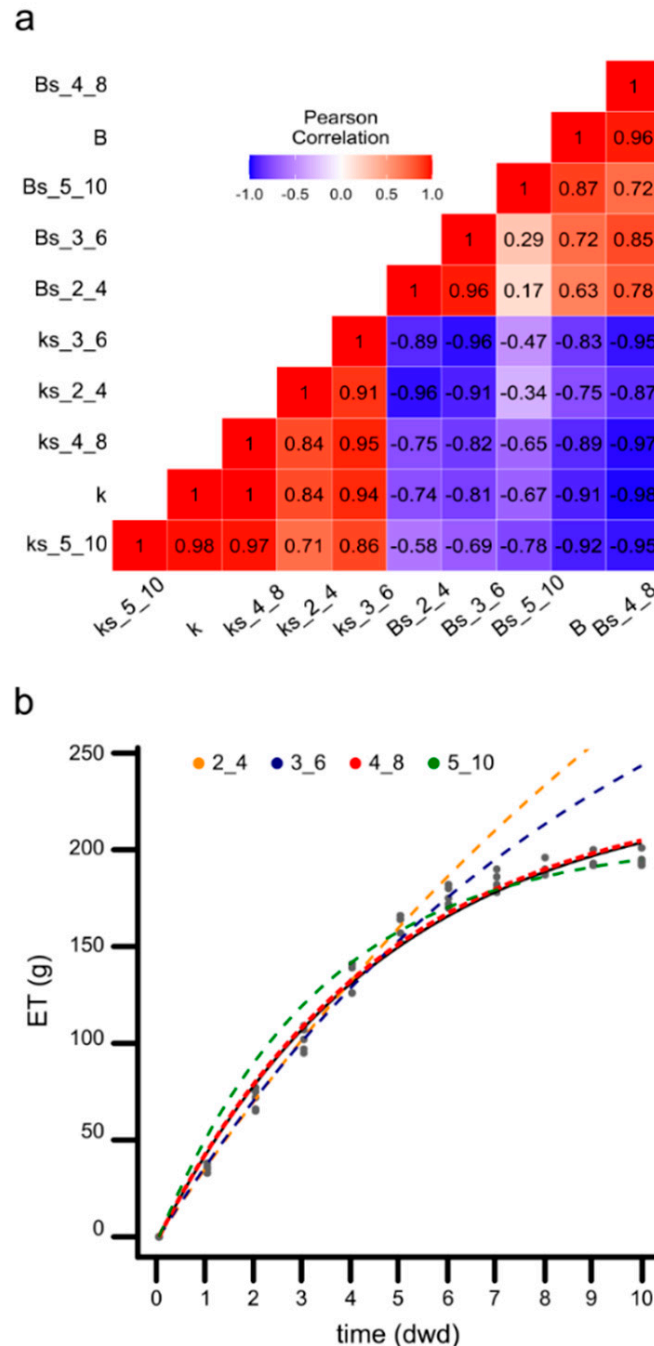 a
Pearson
Correlation
-1.0 -0.5 0.0 0.5 1.0
Bs_4_8 1
B 1 0.96
Bs_5_10 1 0.87 0.72
Bs_3_6 1 0.29 0.72 0.85
Bs_2_4 1 0.96 0.17 0.63 0.78
ks_3_6 1 -0.89 -0.96 -0.47 -0.83 -0.95
ks_2_4 1 0.91 -0.96 -0.91 -0.34 -0.75 -0.87
ks_4_8 1 0.84 0.95 -0.75 -0.82 -0.65 -0.89 -0.97
k 1 1 0.84 0.94 -0.74 -0.81 -0.67 -0.91 -0.98
ks_5_10 1 0.98 0.97 0.71 0.86 -0.58 -0.69 -0.78 -0.92 -0.95
ks_5_10 k ks_4_8 ks_2_4 ks_3_6 Bs_2_4 Bs_3_6 Bs_5_10 B Bs_4_8
b
2_4 3_6 4_8 5_10
250
200
150
100
50
0
ET (g)
0 1 2 3 4 5 6 7 8 9 10
time (dwd)